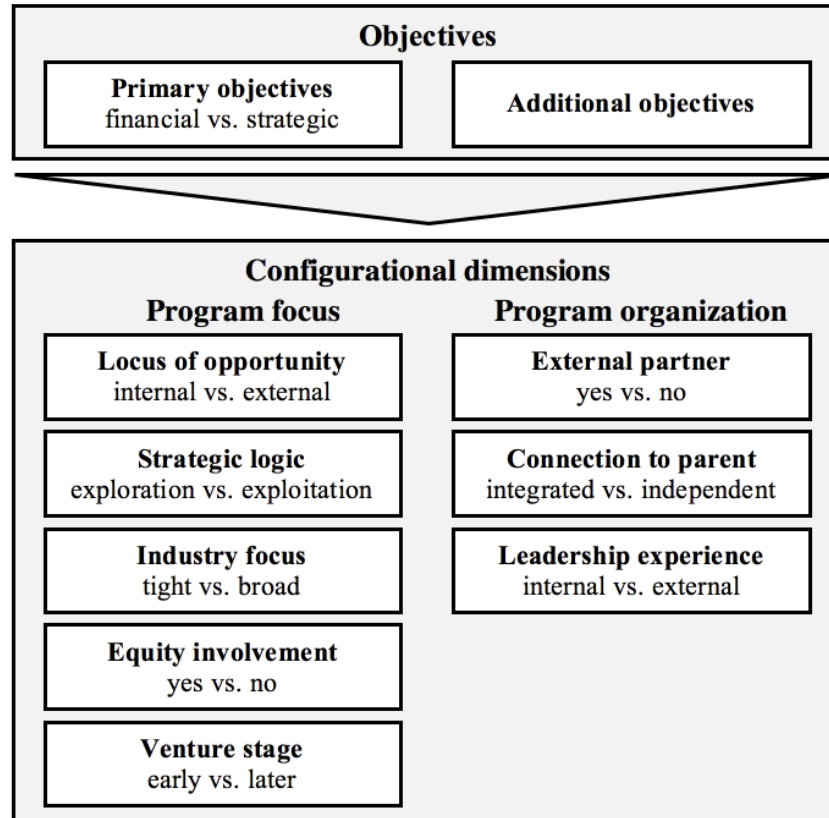 Objectives
Primary objectives
financial vs. strategic
Additional objectives
Configurational dimensions
Program focus
Locus of opportunity
internal vs. external
Strategic logic
exploration vs. exploitation
Industry focus
tight vs. broad
Equity involvement
yes vs. no
Venture stage
early vs. later
Program organization
External partner
yes vs. no
Connection to parent
integrated vs. independent
Leadership experience
internal vs. external